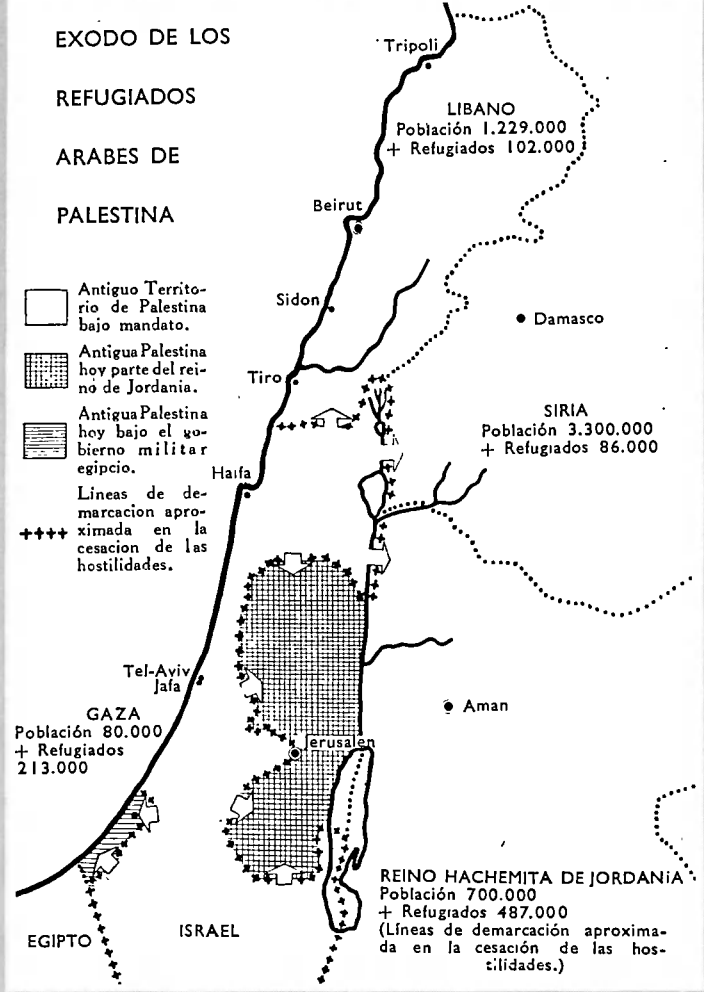 EXODO DE LOS
REFUGIADOS
ARABES DE
PALESTINA
Antiguo Territo-
rio de Palestina
bajo mandato.
Antigua Palestina
hoy parte del rei-
no de Jordania.
Antigua Palestina
hoy bajo el go-
bierno militar
egipcio.
Lineas de de-
marcacion apro-
++++ ximada en la
cesacion de las
hostilidades.
Tripoli
LIBANO
Población 1.229.000
+ Refugiados 102.000
Beirut
Sidon
Damasco
Tiro
SIRIA
Población 3.300.000
+ Refugiados 86.000
Haifa
Tel-Aviv
Jafa
GAZA
Población 80.000
+ Refugiados
213.000
Aman
Jerusalen
REINO HACHEMITA DE JORDANiA
Población 700.000
+ Refugiados 487.000
(Líneas de demarcación aproxima-
da en la cesación de las hos-
tilidades.)
EGIPTO
ISRAEL